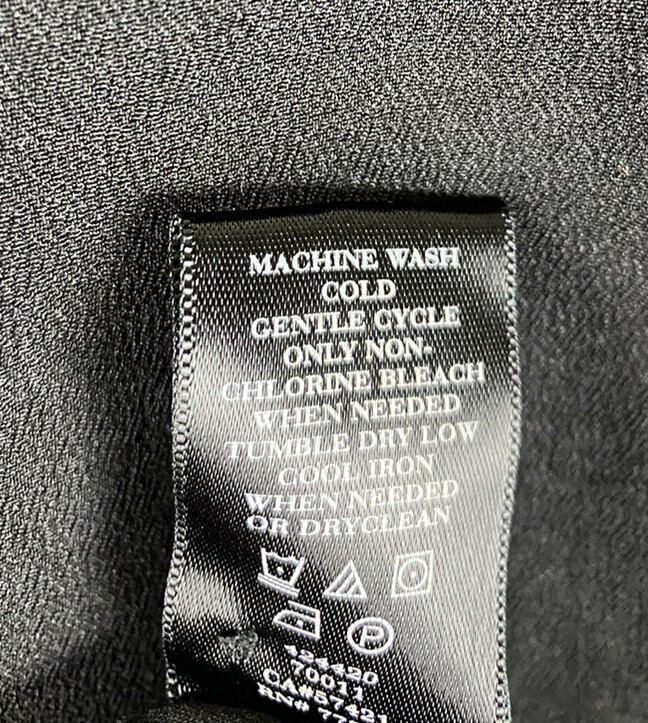 MACHINE WASH
COLD
GENTLE CYCLE
ONLY NON-
CHLORINE BLEACH
WHEN NEEDED
TUMBLE DRY LOW
COOL IRON
WHEN NEEDED
OR DRYCLEAN
P
424420
70011
CA#57421
RN#